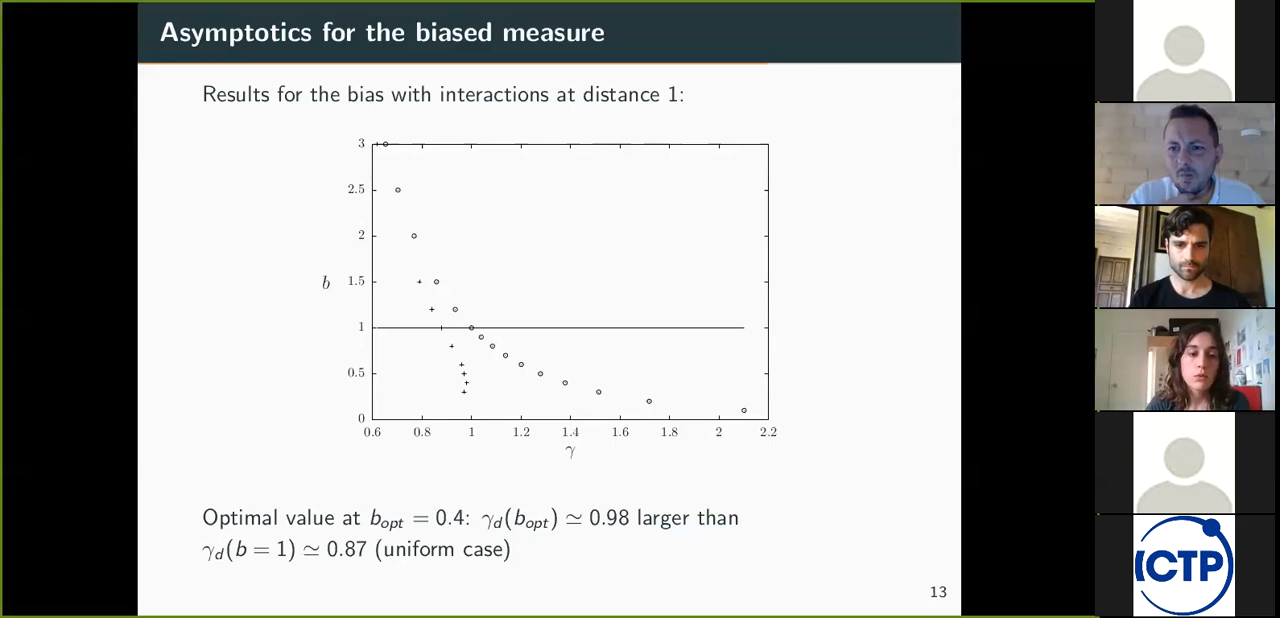 Asymptotics for the biased measure
Results for the bias with interactions at distance 1:
3
2.5
2
1.5
1
0.5
0
b
0.6 0.8 1 1.2 1.4 1.6 1.8 2 2.2
γ
Optimal value at b_opt = 0.4: γ_d(b_opt) ≃ 0.98 larger than
γ_d(b = 1) ≃ 0.87 (uniform case)
13
ICTP